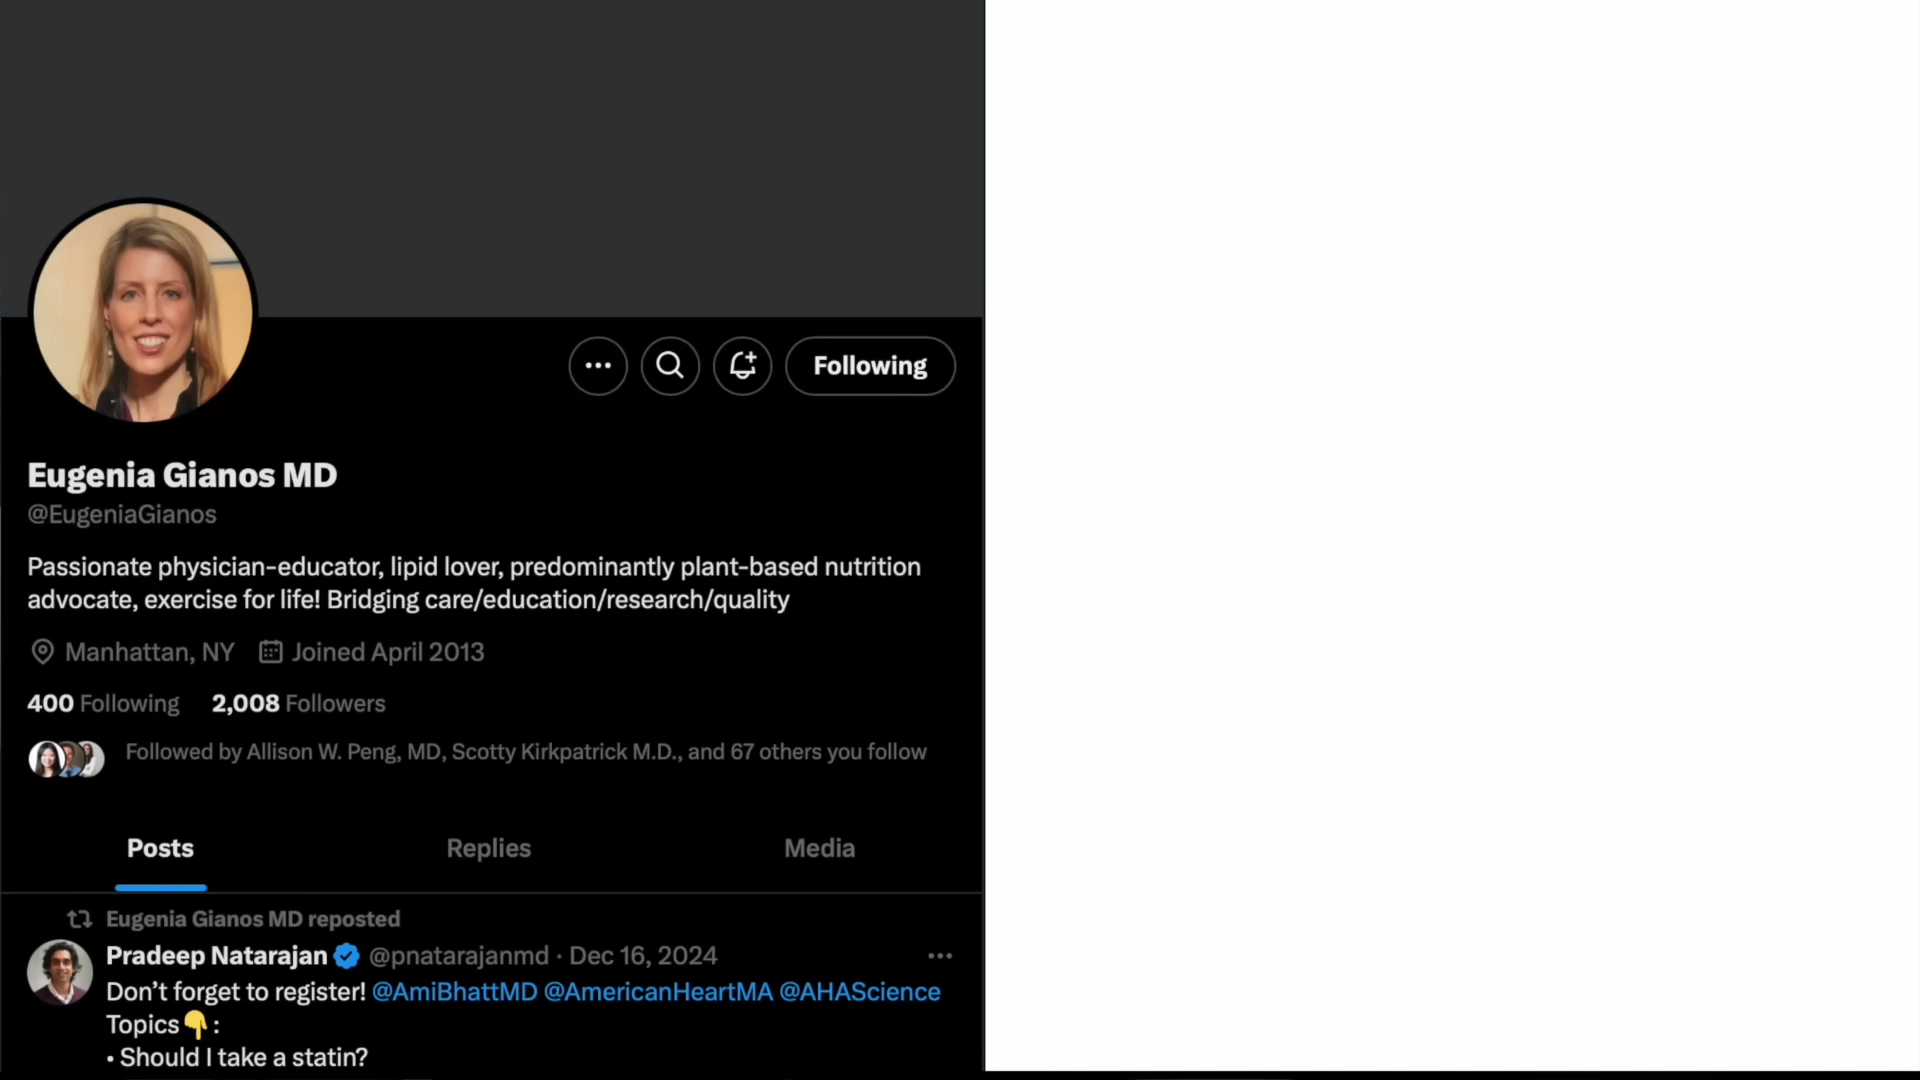 Following
Eugenia Gianos MD
@EugeniaGianos
Passionate physician-educator, lipid lover, predominantly plant-based nutrition
advocate, exercise for life! Bridging care/education/research/quality
Manhattan, NY Joined April 2013
400 Following 2,008 Followers
Followed by Allison W. Peng, MD, Scotty Kirkpatrick M.D., and 67 others you follow
Posts Replies Media
Eugenia Gianos MD reposted
Pradeep Natarajan @pnatarajanmd · Dec 16, 2024
Don’t forget to register! @AmiBhattMD @AmericanHeartMA @AHAScience
Topics👇:
• Should I take a statin?